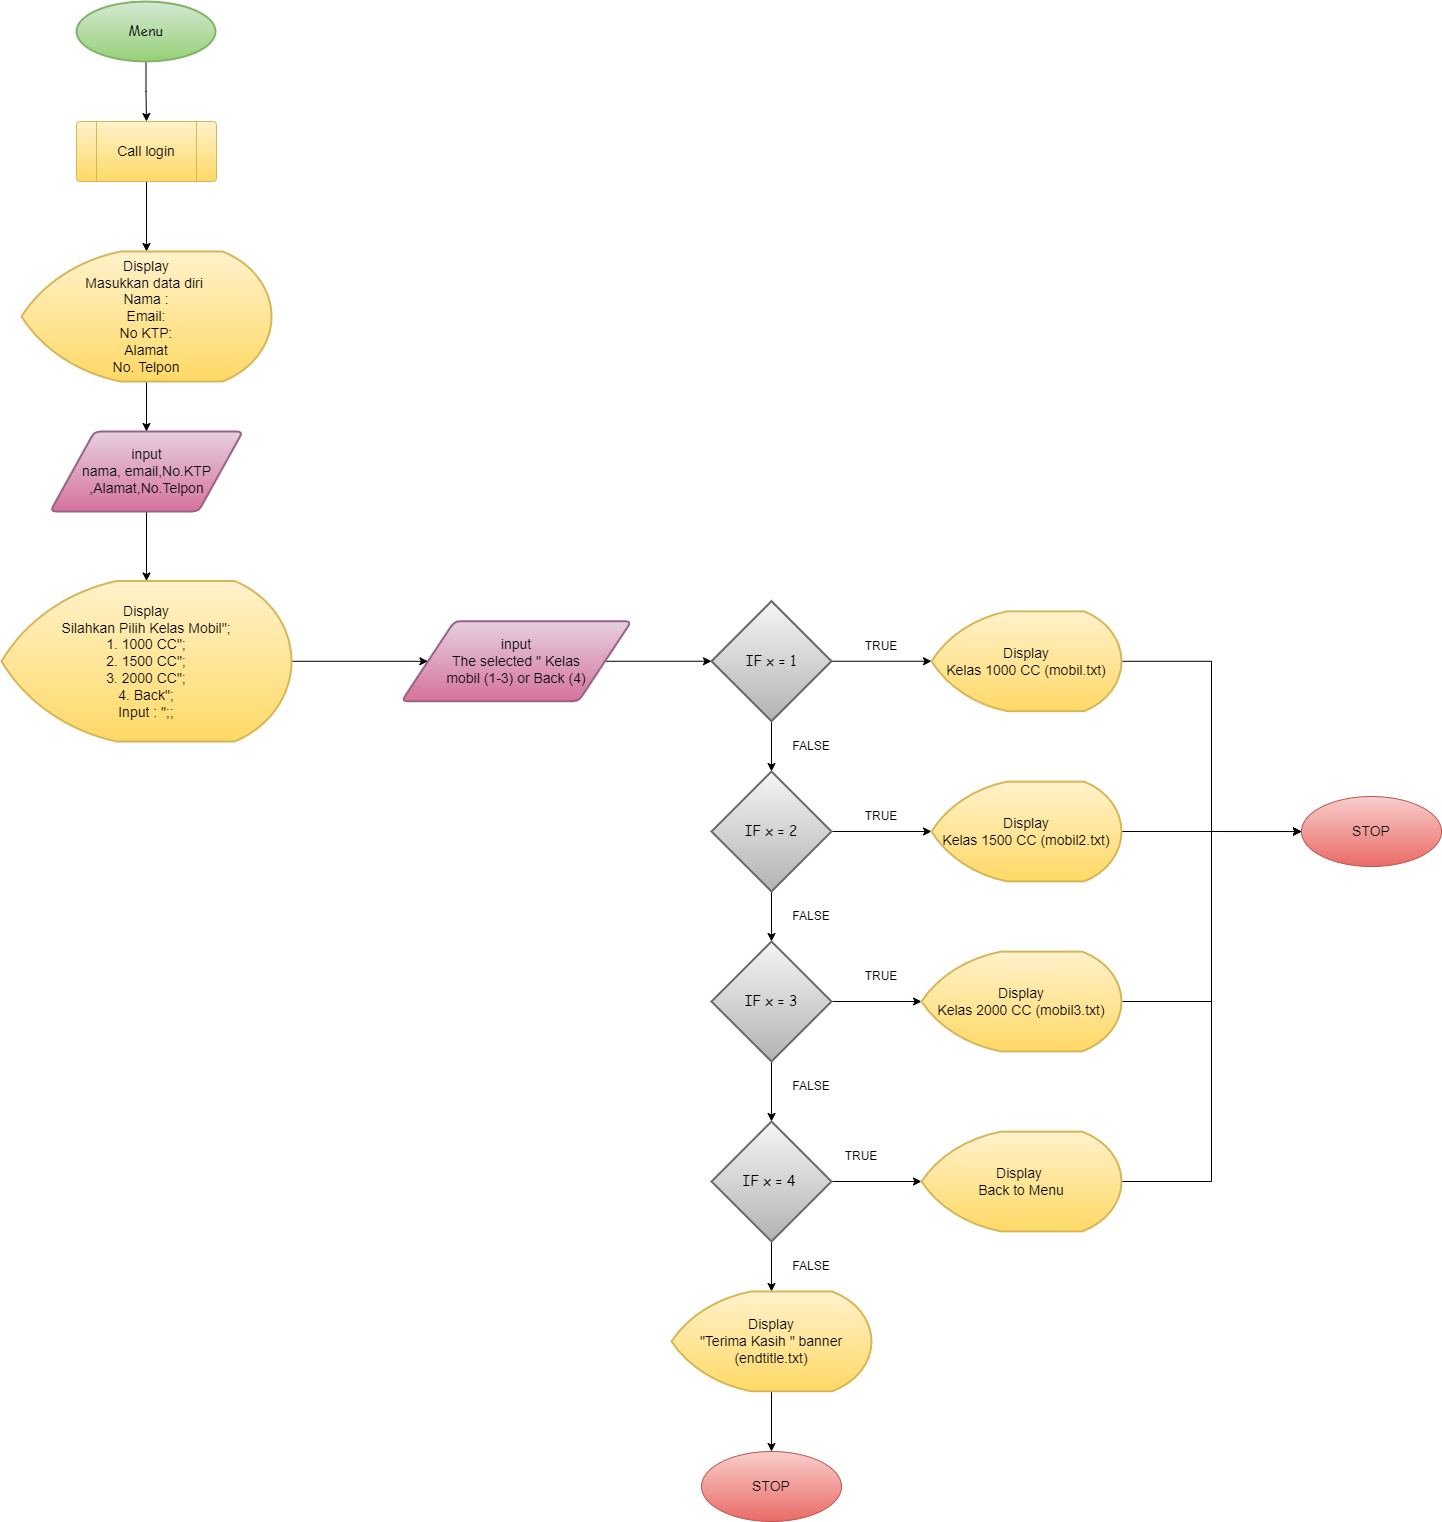 Menu
Call login
Display
Masukkan data diri
Nama :
Email:
No KTP:
Alamat
No. Telpon
input
nama, email,No.KTP
,Alamat,No.Telpon
Display
Silahkan Pilih Kelas Mobil";
1. 1000 CC";
2. 1500 CC";
3. 2000 CC";
4. Back";
Input : ";;
input
The selected " Kelas
mobil (1-3) or Back (4)
IF x = 1
TRUE
Display
Kelas 1000 CC (mobil.txt)
FALSE
IF x = 2
TRUE
Display
Kelas 1500 CC (mobil2.txt)
STOP
FALSE
IF x = 3
TRUE
Display
Kelas 2000 CC (mobil3.txt)
FALSE
IF x = 4
TRUE
Display
Back to Menu
FALSE
Display
"Terima Kasih " banner
(endtitle.txt)
STOP